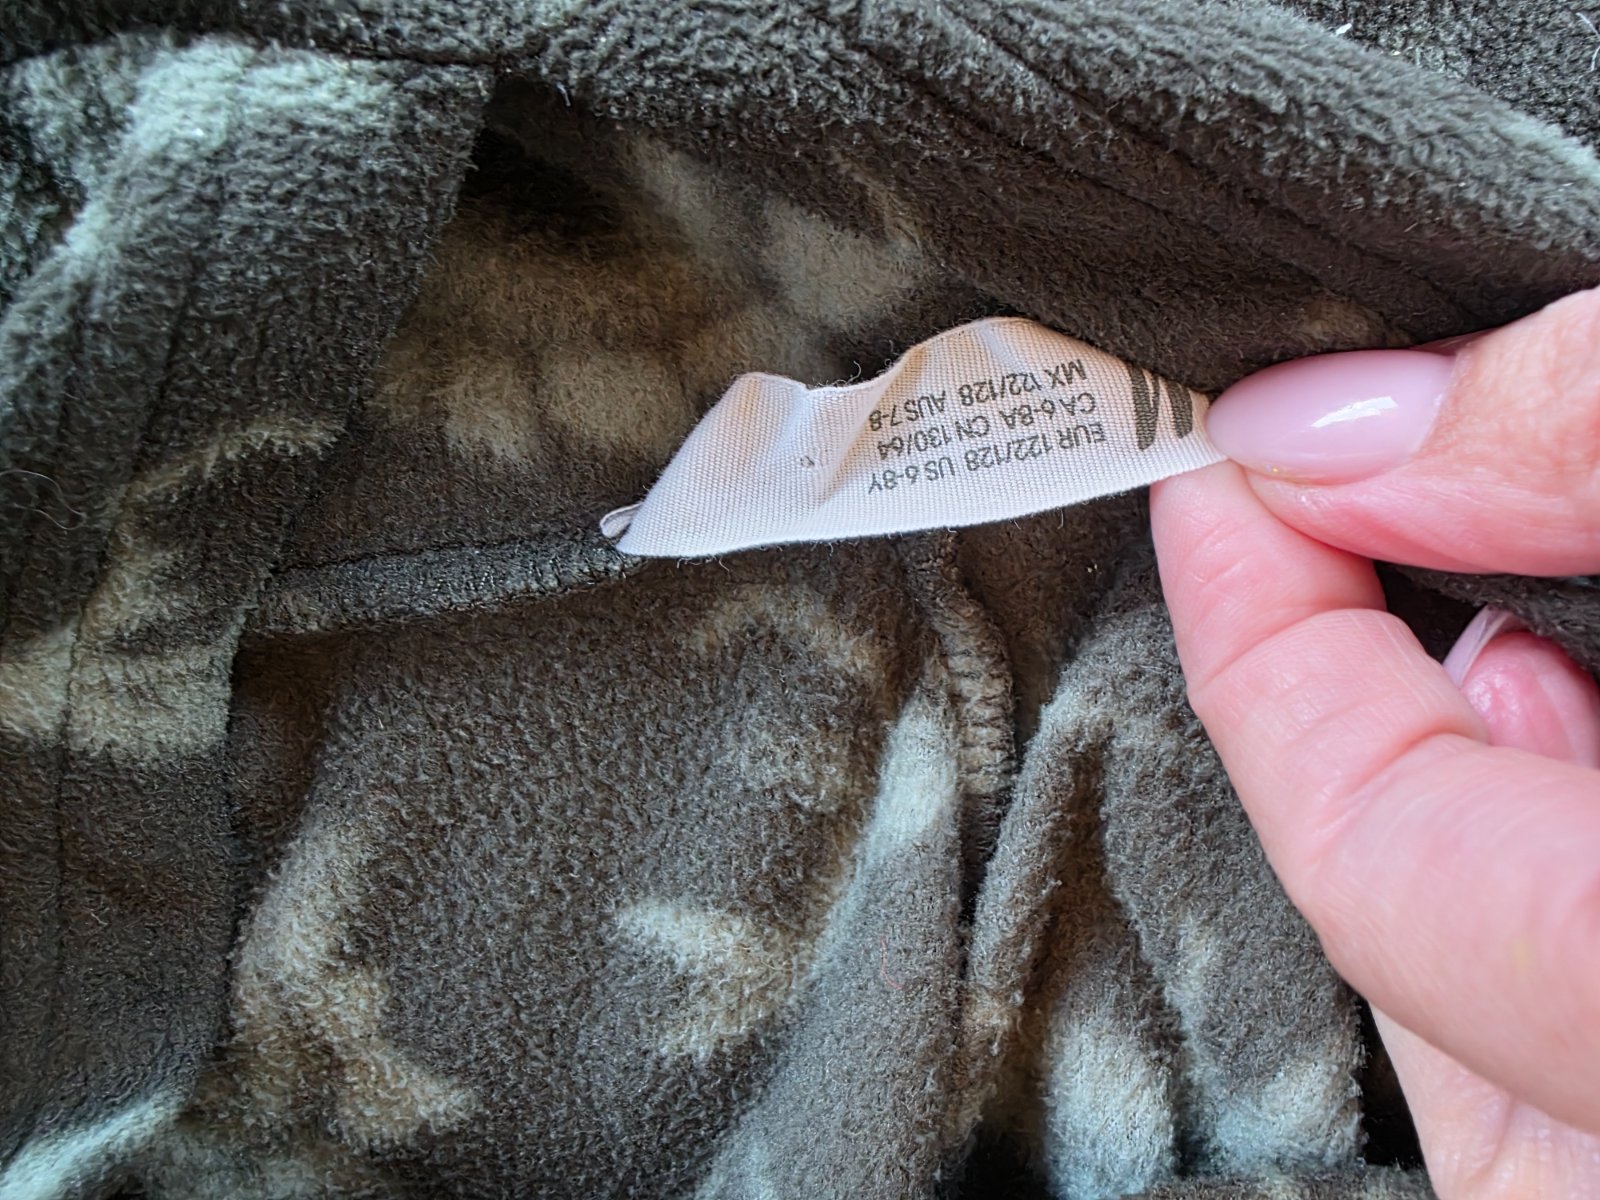 EUR 122/128 US 6-8Y
CA 6-8A CN 130/64
MX 122/128 AUS 7-8